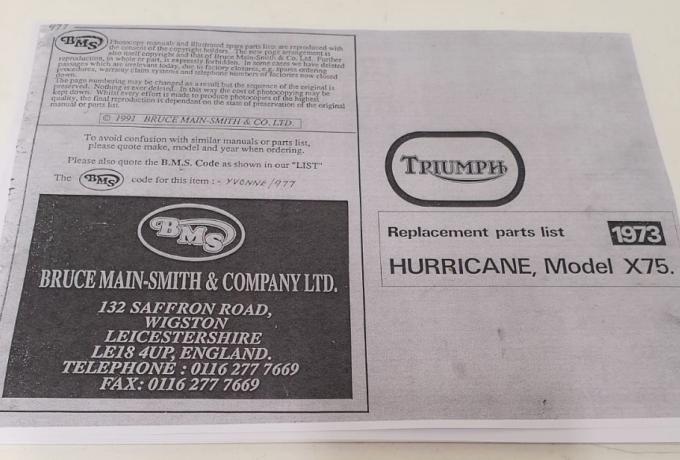 977
BMS
Photocopy manuals and illustrated spare parts lists are reproduced with
the consent of the copyright holders. The new page arrangement is
also itself copyright and that of Bruce Main-Smith & Co. Ltd. Further
reproduction, in whole or part, is expressly forbidden. In some cases we have deleted
passages which are irrelevant today, due to factory closures, e.g. spares ordering
procedures, warranty claim systems and telephone numbers of factories now closed
down.
The page numbering may be changed as a result but the sequence of the original is
preserved. Nothing is ever deleted. In this way the cost of photocopying may be
kept down. Whilst every effort is made to produce photocopies of the highest
quality, the final reproduction is dependant on the state of preservation of the original
manual or parts list.
© 1991 BRUCE MAIN-SMITH & CO. LTD.
To avoid confusion with similar manuals or parts list,
please quote make, model and year when ordering.
Please also quote the B.M.S. Code as shown in our "LIST"
The BMS code for this item :- YVONNE/977
BMS
BRUCE MAIN-SMITH & COMPANY LTD.
132 SAFFRON ROAD,
WIGSTON
LEICESTERSHIRE
LE18 4UP, ENGLAND.
TELEPHONE : 0116 277 7669
FAX: 0116 277 7669
TRIUMPH
Replacement parts list 1973
HURRICANE, Model X75.